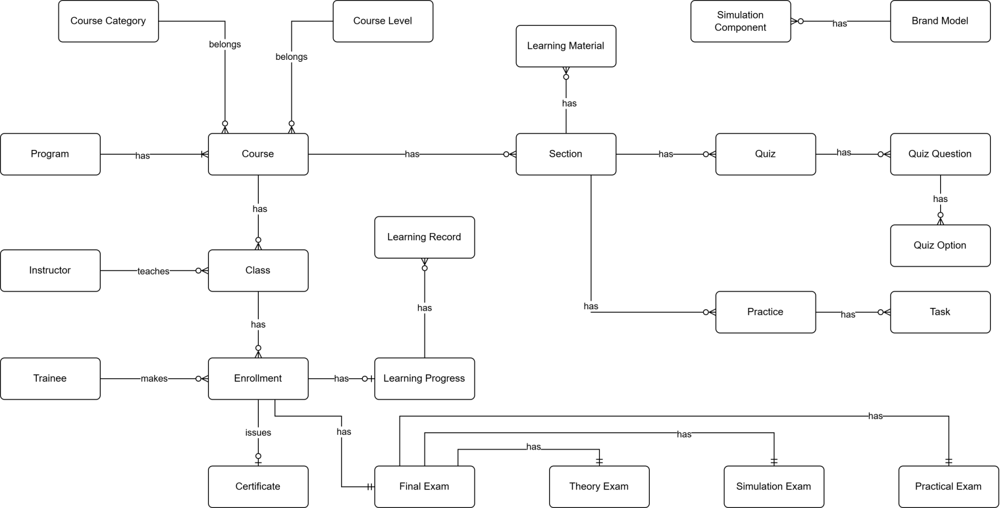 Course Category
Course Level
Simulation
Component
has
Brand Model
belongs
belongs
Learning Material
has
Program
has
Course
has
Section
has
Quiz
has
Quiz Question
has
has
Learning Record
Quiz Option
Instructor
teaches
Class
has
has
has
Practice
has
Task
Trainee
makes
Enrollment
has
Learning Progress
issues
has
has
has
has
Certificate
Final Exam
Theory Exam
Simulation Exam
Practical Exam